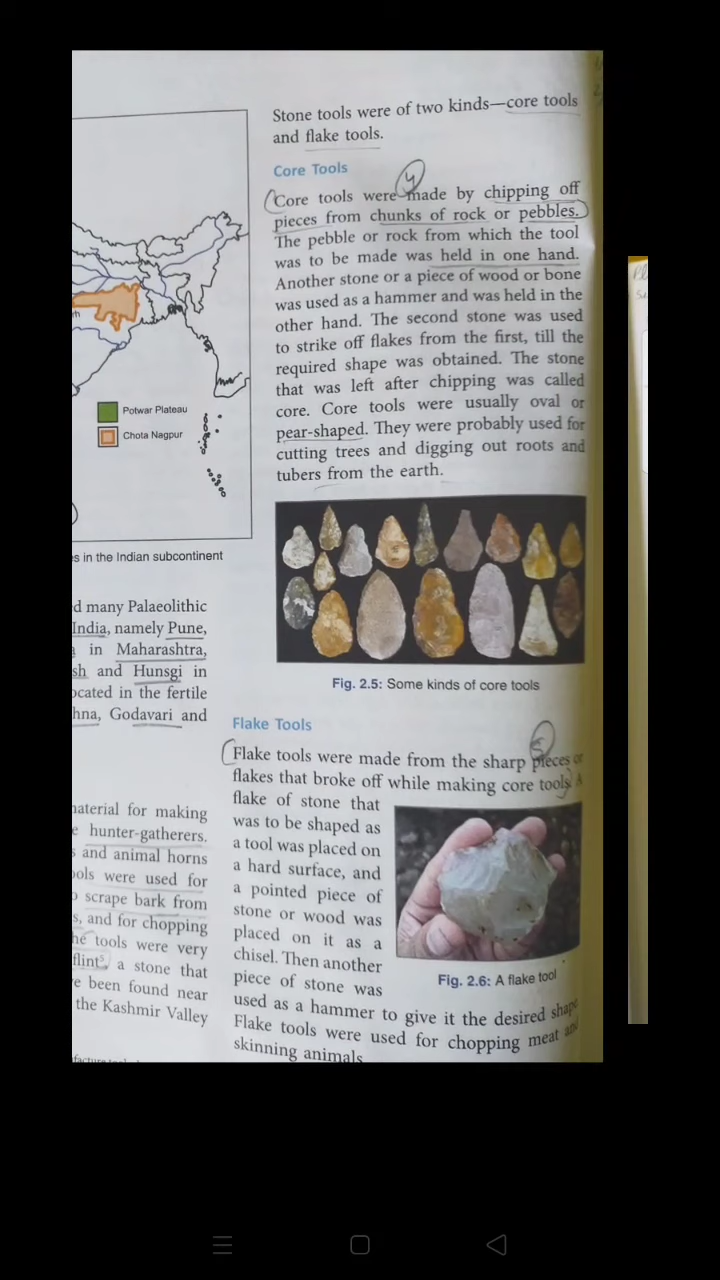 Potwar Plateau
Chota Nagpur
es in the Indian subcontinent
d many Palaeolithic
India, namely Pune,
a in Maharashtra,
sh and Hunsgi in
ocated in the fertile
hna, Godavari and
material for making
e hunter-gatherers.
s and animal horns
ools were used for
o scrape bark from
s, and for chopping
he tools were very
flint⁵, a stone that
e been found near
the Kashmir Valley
Stone tools were of two kinds—core tools
and flake tools.
Core Tools
4
(Core tools were made by chipping off
pieces from chunks of rock or pebbles.)
The pebble or rock from which the tool
was to be made was held in one hand.
Another stone or a piece of wood or bone
was used as a hammer and was held in the
other hand. The second stone was used
to strike off flakes from the first, till the
required shape was obtained. The stone
that was left after chipping was called
core. Core tools were usually oval or
pear-shaped. They were probably used for
cutting trees and digging out roots and
tubers from the earth.
Fig. 2.5: Some kinds of core tools
Flake Tools
5
(Flake tools were made from the sharp pieces or
flakes that broke off while making core tools.) A
flake of stone that
was to be shaped as
a tool was placed on
a hard surface, and
a pointed piece of
stone or wood was
placed on it as a
chisel. Then another
piece of stone was
used as a hammer to give it the desired shape
Flake tools were used for chopping meat and
skinning animals
Fig. 2.6: A flake tool